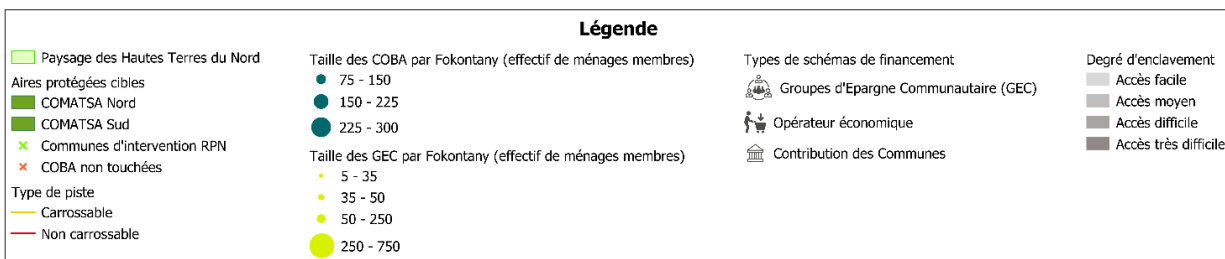 Légende
Paysage des Hautes Terres du Nord
Aires protégées cibles
COMATSA Nord
COMATSA Sud
Communes d'intervention RPN
COBA non touchées
Type de piste
Carrossable
Non carrossable
Taille des COBA par Fokontany (effectif de ménages membres)
75 - 150
150 - 225
225 - 300
Taille des GEC par Fokontany (effectif de ménages membres)
5 - 35
35 - 50
50 - 250
250 - 750
Types de schémas de financement
Groupes d'Epargne Communautaire (GEC)
Opérateur économique
Contribution des Communes
Degré d'enclavement
Accès facile
Accès moyen
Accès difficile
Accès très difficile